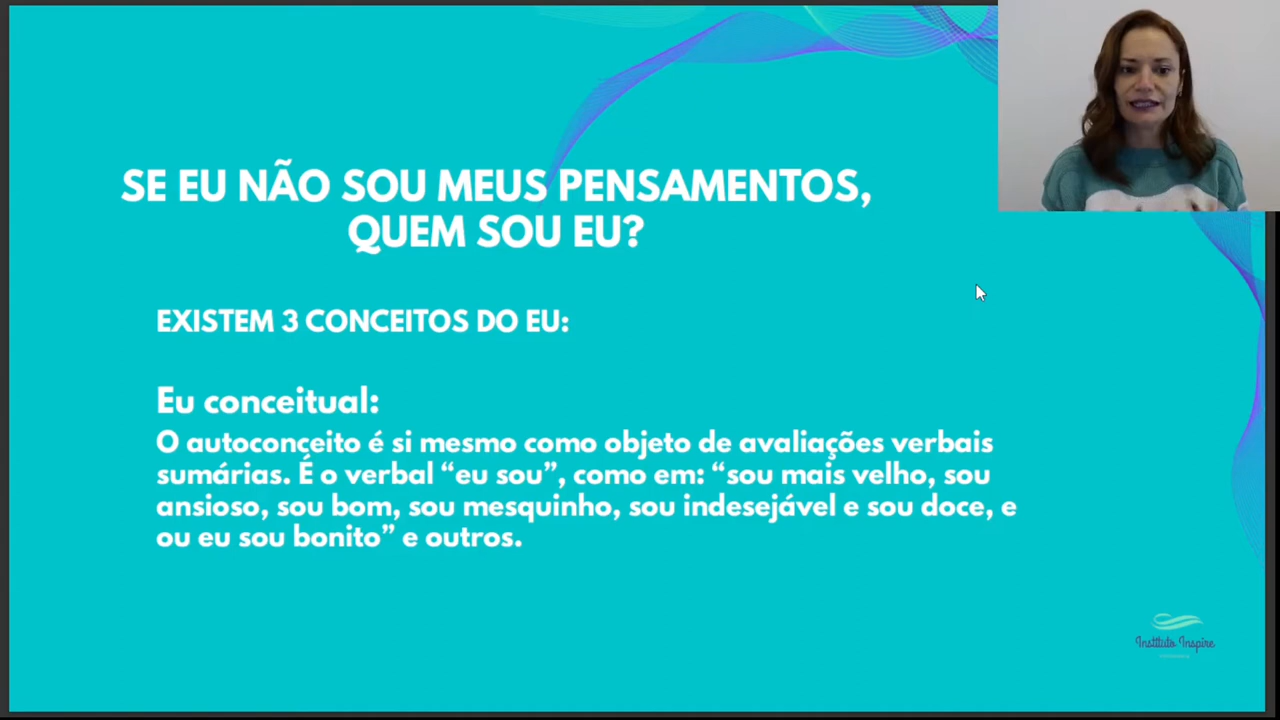 SE EU NÃO SOU MEUS PENSAMENTOS,
QUEM SOU EU?
EXISTEM 3 CONCEITOS DO EU:
Eu conceitual:
O autoconceito é si mesmo como objeto de avaliações verbais
sumárias. É o verbal “eu sou”, como em: “sou mais velho, sou
ansioso, sou bom, sou mesquinho, sou indesejável e sou doce, e
ou eu sou bonito” e outros.
Instituto Inspire